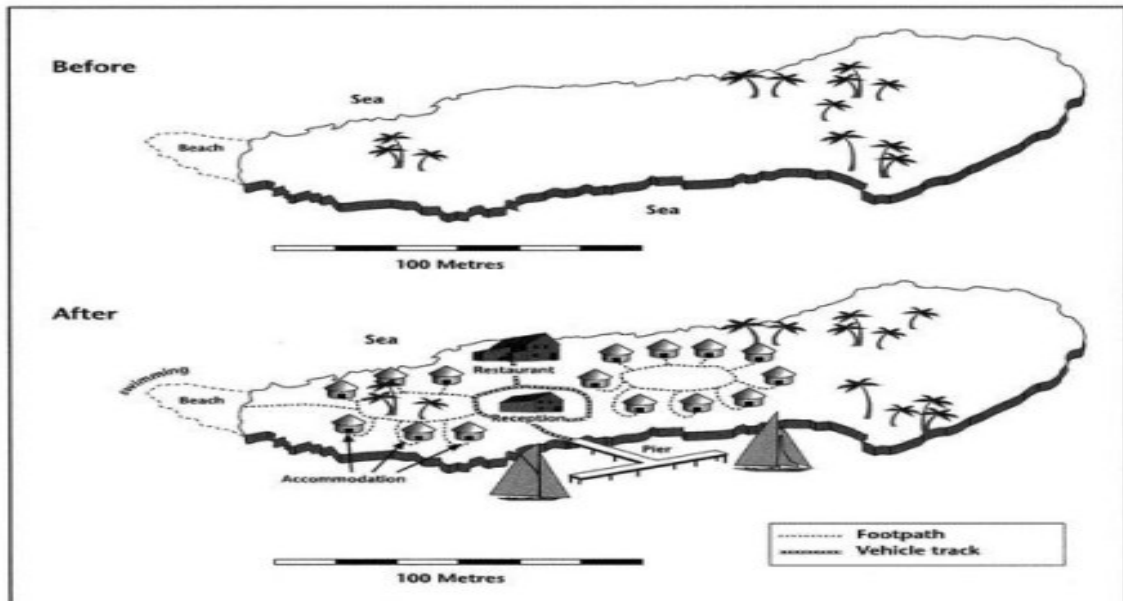 Before
Sea
Beach
Sea
100 Metres
After
Sea
Restaurant
swimming
Beach
Reception
Pier
Accommodation
Footpath
Vehicle track
100 Metres